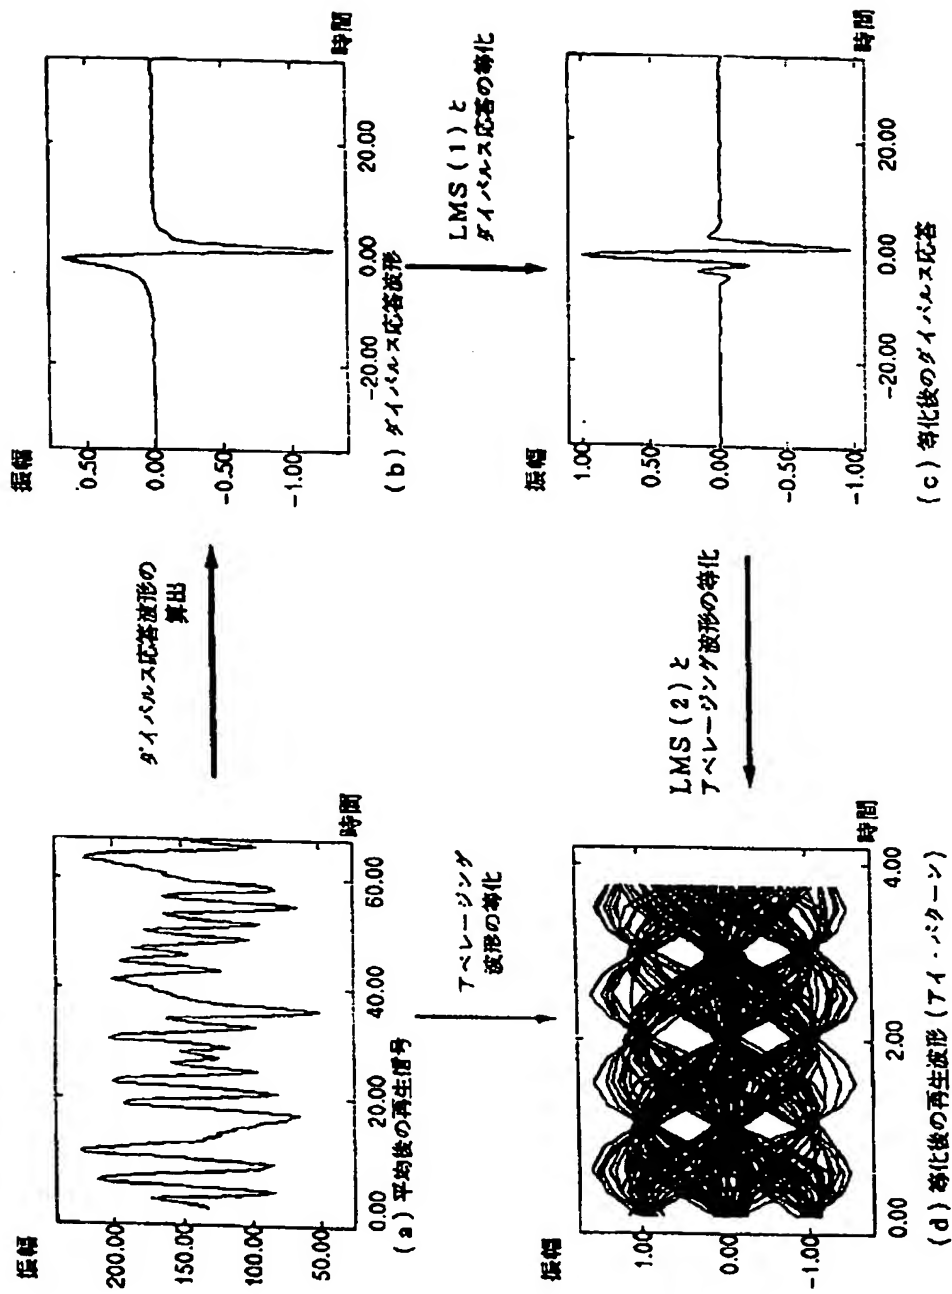 振幅
200.00
150.00
100.00
50.00
0.00
20.00
40.00
60.00
時間
(a) 平均後の再生信号
ダイパルス応答波形の
算出
振幅
0.50
0.00
-0.50
-1.00
-20.00
0.00
20.00
時間
(b) ダイパルス応答波形
アベレージング
波形の等化
LMS (1) と
ダイパルス応答の等化
振幅
1.00
0.00
-1.00
0.00
2.00
4.00
時間
(d) 等化後の再生波形 (アイ・パターン)
LMS (2) と
アベレージング波形の等化
振幅
1.00
0.50
0.00
-0.50
-1.00
-20.00
0.00
20.00
時間
(c) 等化後のダイパルス応答